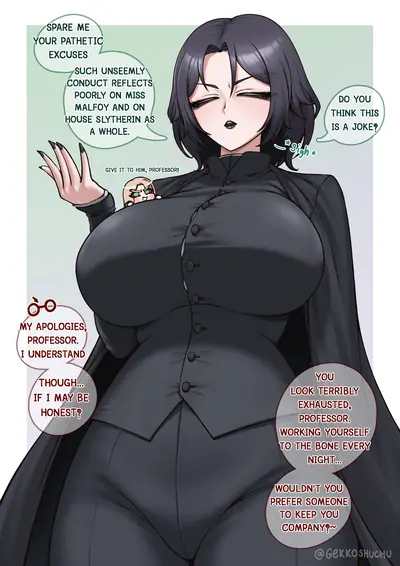 SPARE ME
YOUR PATHETIC
EXCUSES
SUCH UNSEEMLY
CONDUCT REFLECTS
POORLY ON MISS
MALFOY AND ON
HOUSE SLYTHERIN AS
A WHOLE.
DO YOU
THINK THIS
IS A JOKE?
*Sigh*
GIVE IT TO HIM, PROFESSOR!
MY APOLOGIES,
PROFESSOR.
I UNDERSTAND
THOUGH...
IF I MAY BE
HONEST?
YOU
LOOK TERRIBLY
EXHAUSTED,
PROFESSOR.
WORKING YOURSELF
TO THE BONE EVERY
NIGHT...
WOULDN'T YOU
PREFER SOMEONE
TO KEEP YOU
COMPANY?~
@GEKKOSHUCHU